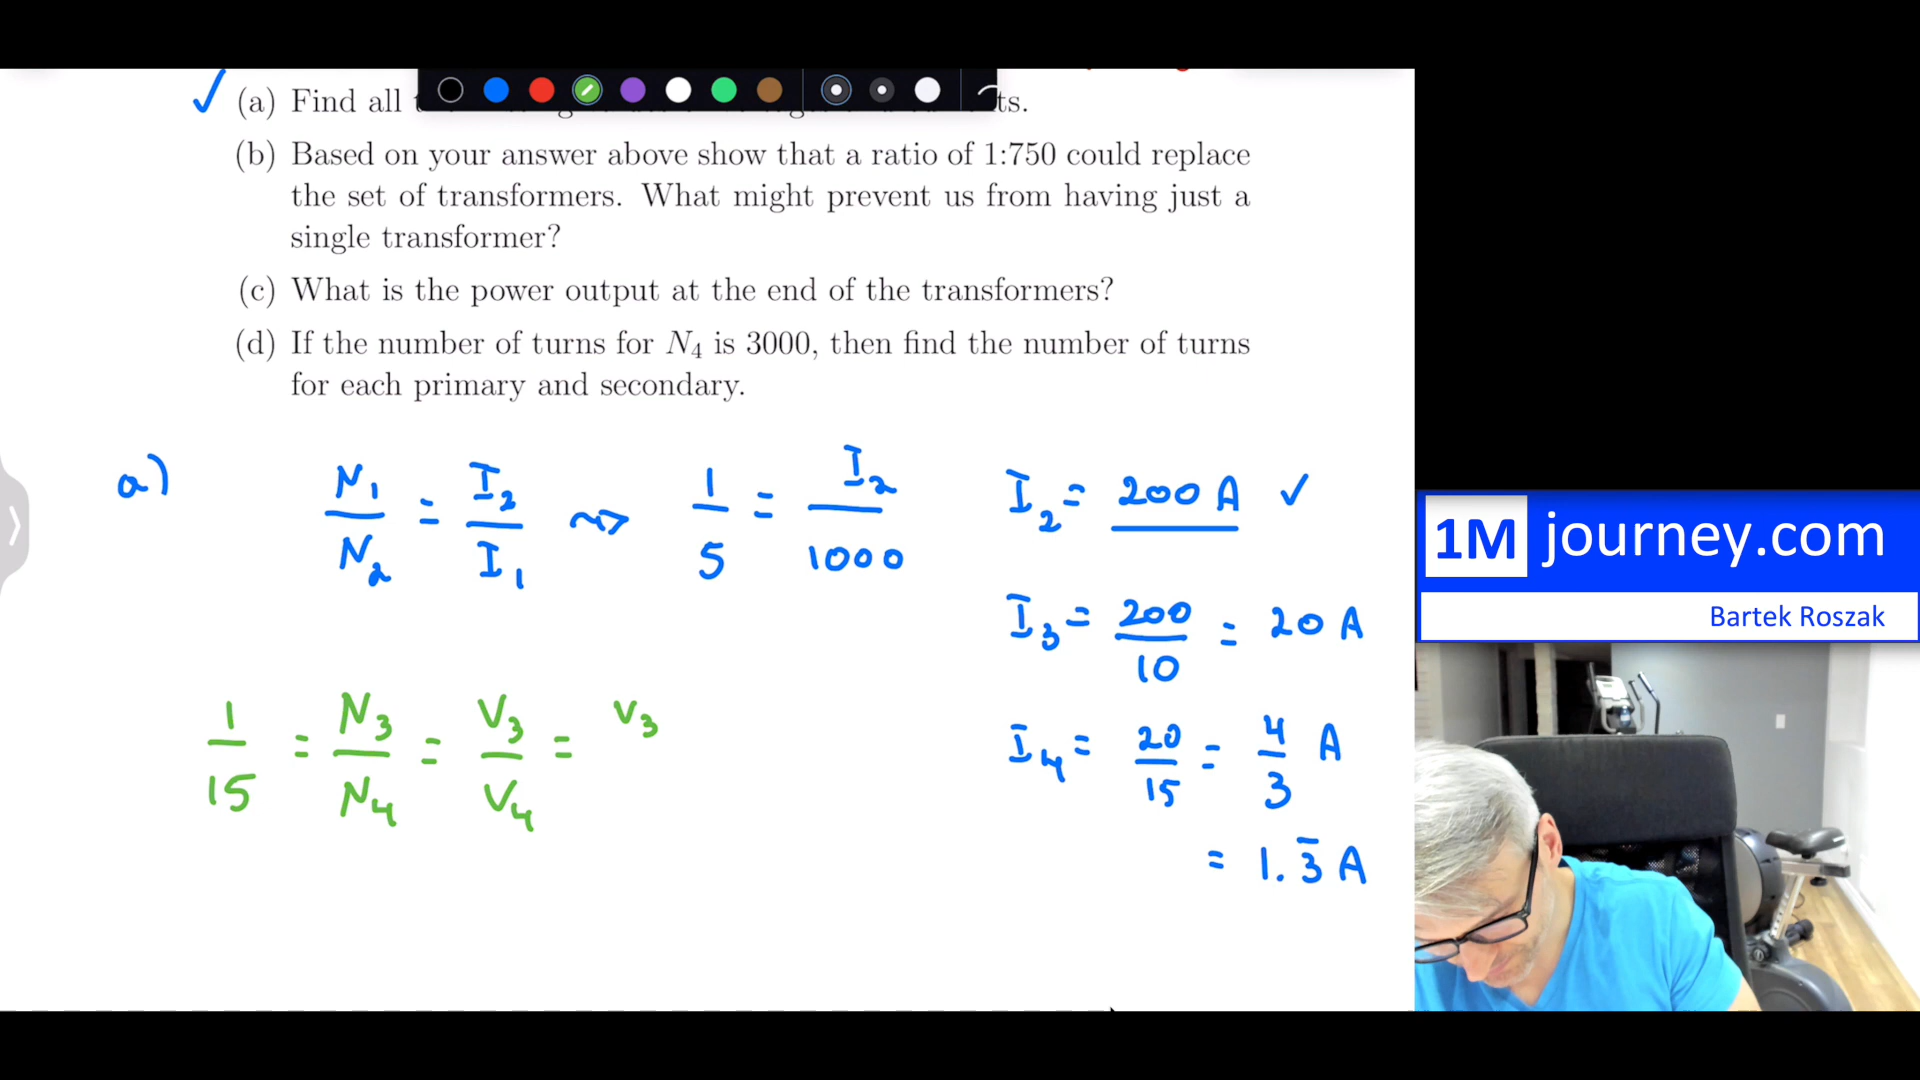 ✓ (a) Find all ts.
(b) Based on your answer above show that a ratio of 1:750 could replace
the set of transformers. What might prevent us from having just a
single transformer?
(c) What is the power output at the end of the transformers?
(d) If the number of turns for N₄ is 3000, then find the number of turns
for each primary and secondary.
a) N₁/N₂ = I₂/I₁ ⇝ 1/5 = I₂/1000
I₂ = 200 A ✓
I₃ = 200/10 = 20 A
1/15 = N₃/N₄ = V₃/V₄ = V₃
I₄ = 20/15 = 4/3 A
= 1.3̄ A
1M journey.com
Bartek Roszak